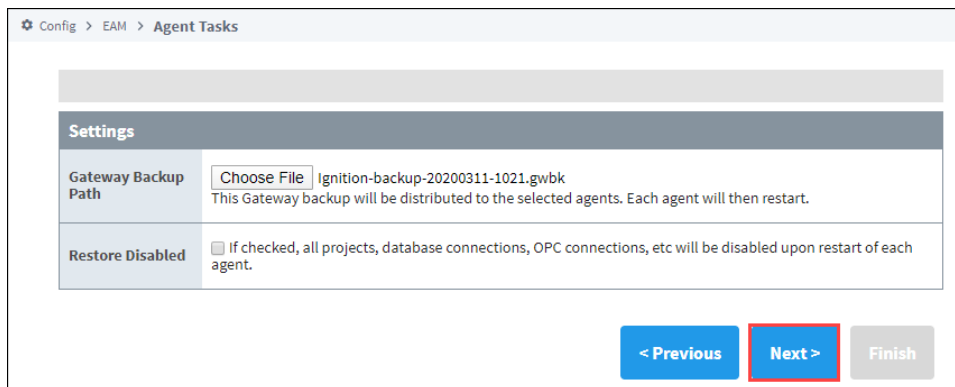 Config > EAM > Agent Tasks
Settings
Gateway Backup
Path
Choose File Ignition-backup-20200311-1021.gwbk
This Gateway backup will be distributed to the selected agents. Each agent will then restart.
Restore Disabled
If checked, all projects, database connections, OPC connections, etc will be disabled upon restart of each
agent.
< Previous Next > Finish